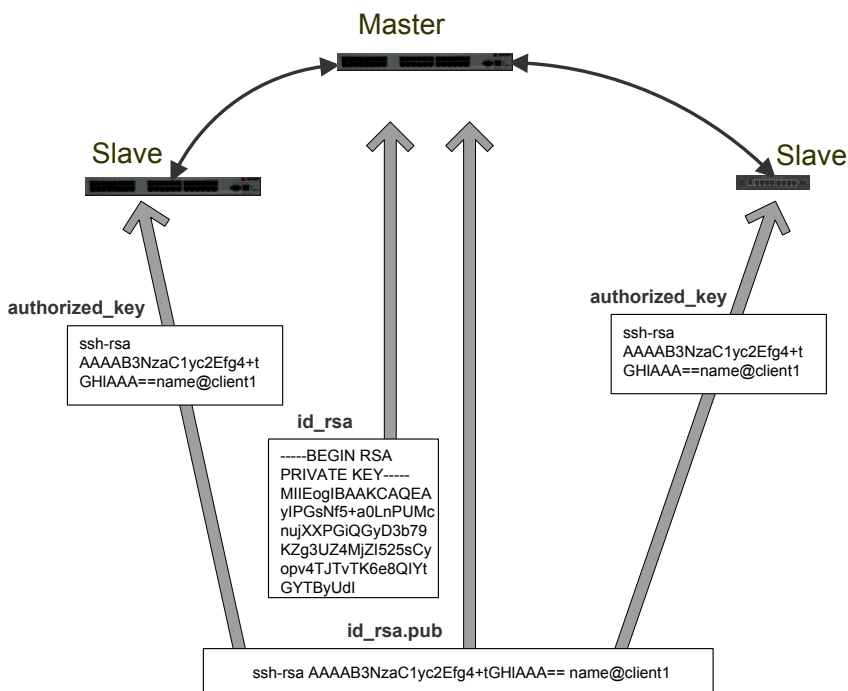 Master
Slave
Slave
authorized_key
ssh-rsa
AAAAB3NzaC1yc2Efg4+t
GHIAAA==name@client1
authorized_key
ssh-rsa
AAAAB3NzaC1yc2Efg4+t
GHIAAA==name@client1
id_rsa
-----BEGIN RSA
PRIVATE KEY-----
MIIEogIBAAKCAQEA
yIPGsNf5+a0LnPUMc
nujXXPGiQGyD3b79
KZg3UZ4MjZI525sCy
opv4TJTvTK6e8QIYt
GYTByUdI
id_rsa.pub
ssh-rsa AAAAB3NzaC1yc2Efg4+tGHIAAA== name@client1